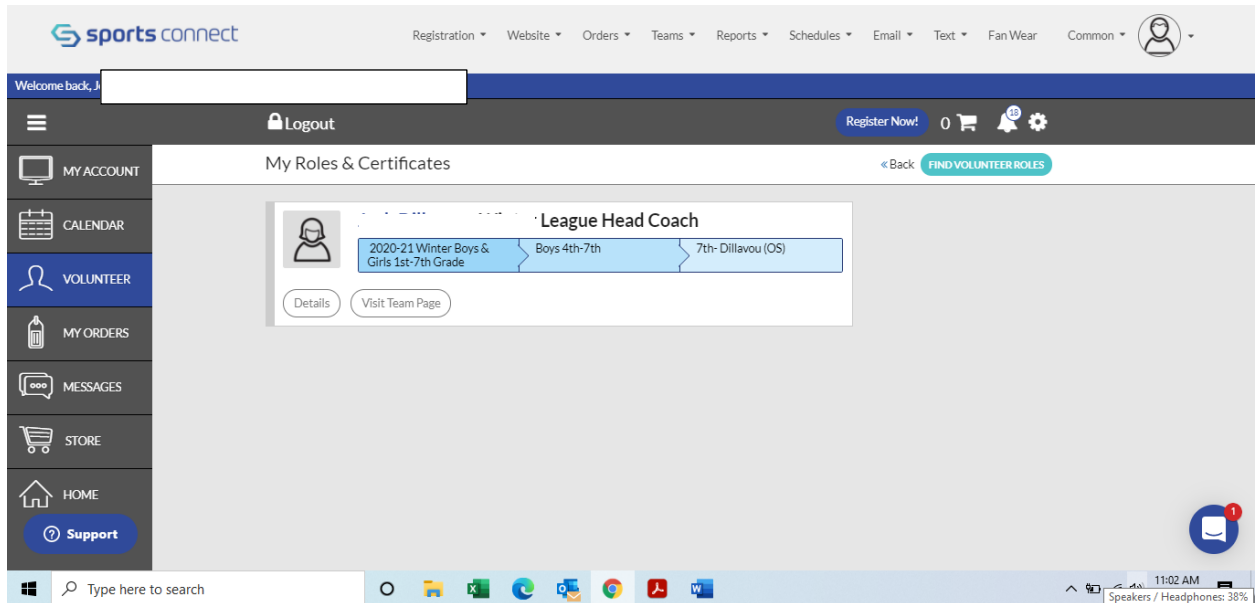 sports connect
Registration Website Orders Teams Reports Schedules Email Text Fan Wear Common
Welcome back, J
Logout
Register Now! 0 18
MY ACCOUNT
My Roles & Certificates
«Back FIND VOLUNTEER ROLES
CALENDAR
League Head Coach
2020-21 Winter Boys &
Girls 1st-7th Grade
Boys 4th-7th
7th- Dillavou (OS)
VOLUNTEER
Details Visit Team Page
MY ORDERS
MESSAGES
STORE
HOME
Support
1
Type here to search
11:02 AM
Speakers / Headphones: 38%